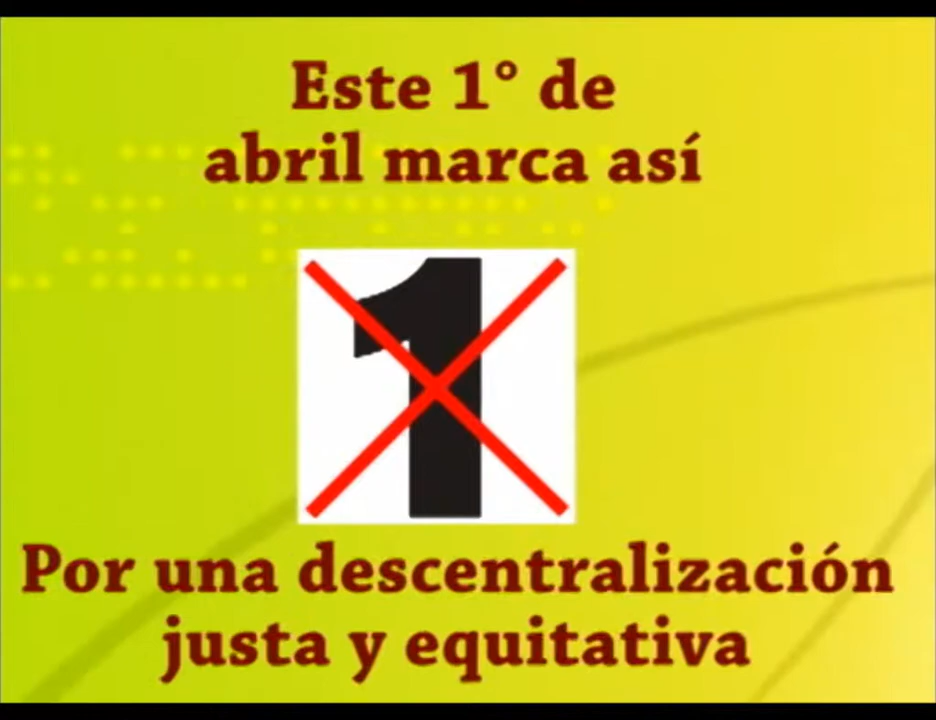 Este 1° de
abril marca así
1
Por una descentralización
justa y equitativa